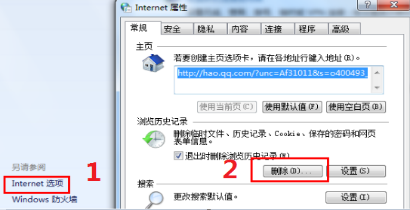 Internet 属性
常规 安全 隐私 内容 连接 程序 高级
主页
若要创建主页选项卡，请在各地址行键入地址(R)。
http://hao.qq.com/?unc=Af31011&s=o400493
使用当前页(C) 使用默认值(F) 使用空白页(B)
浏览历史记录
删除临时文件、历史记录、Cookie、保存的密码和网页
表单信息。
退出时删除浏览历史记录(W)
删除(D)... 设置(S)
2
搜索
更改搜索默认值。 设置(I)
另请参阅
Internet 选项
1
Windows 防火墙